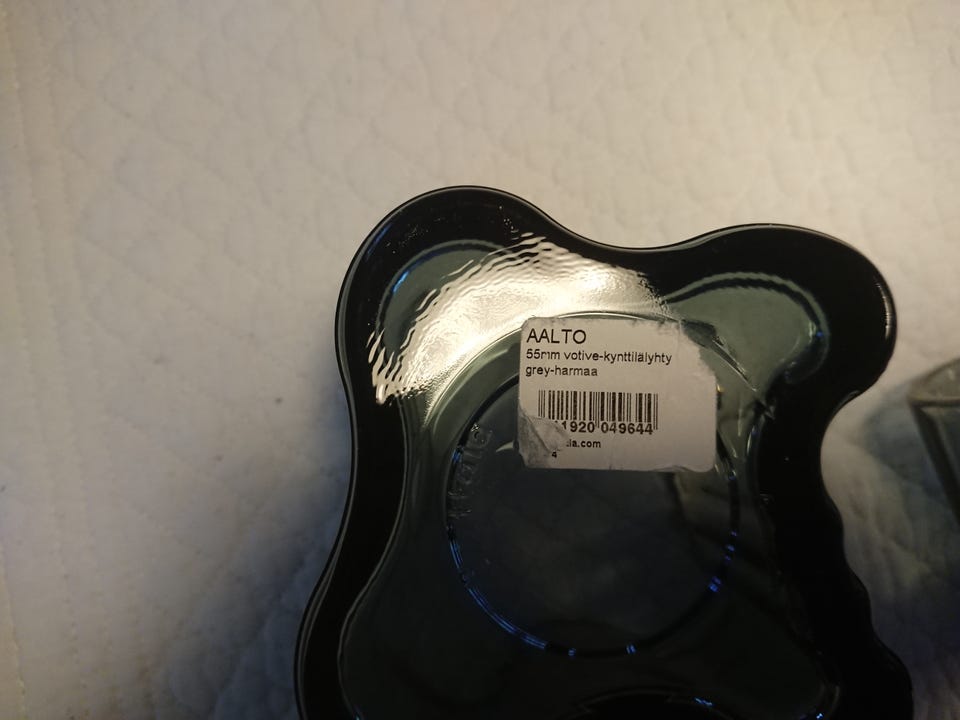 AALTO
55mm votive-kynttilälyhty
grey-harmaa
1920 049644